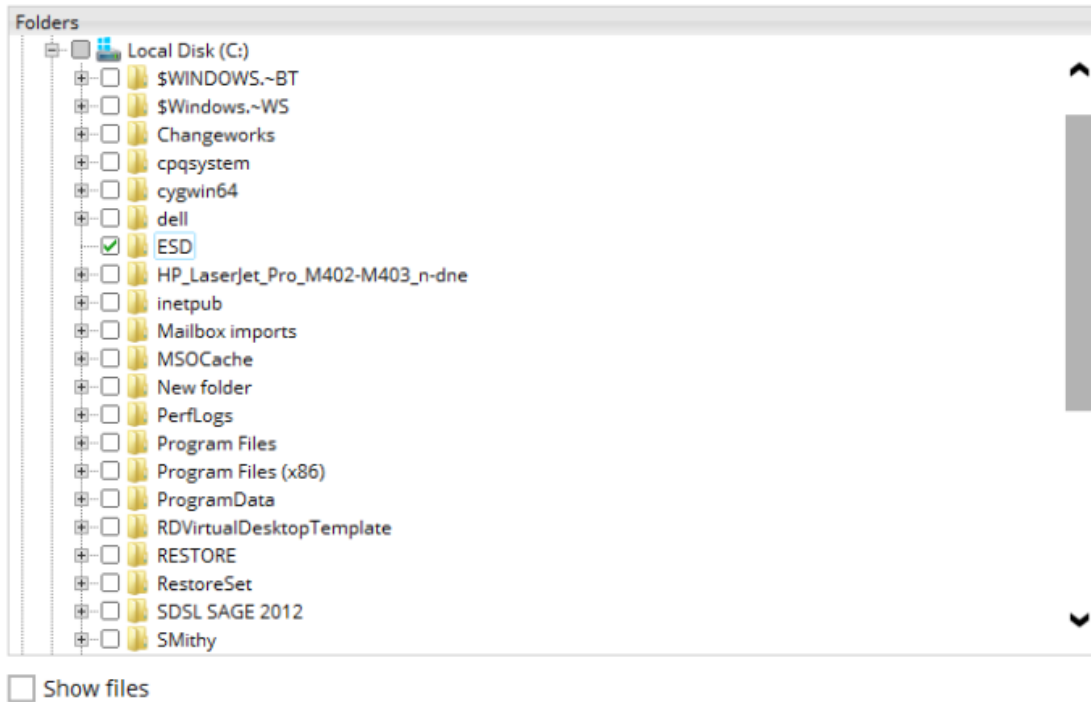 Folders
Local Disk (C:)
$WINDOWS.~BT
$Windows.~WS
Changeworks
cpqsystem
cygwin64
dell
ESD
HP_LaserJet_Pro_M402-M403_n-dne
inetpub
Mailbox imports
MSOCache
New folder
PerfLogs
Program Files
Program Files (x86)
ProgramData
RDVirtualDesktopTemplate
RESTORE
RestoreSet
SDSL SAGE 2012
SMithy
Show files